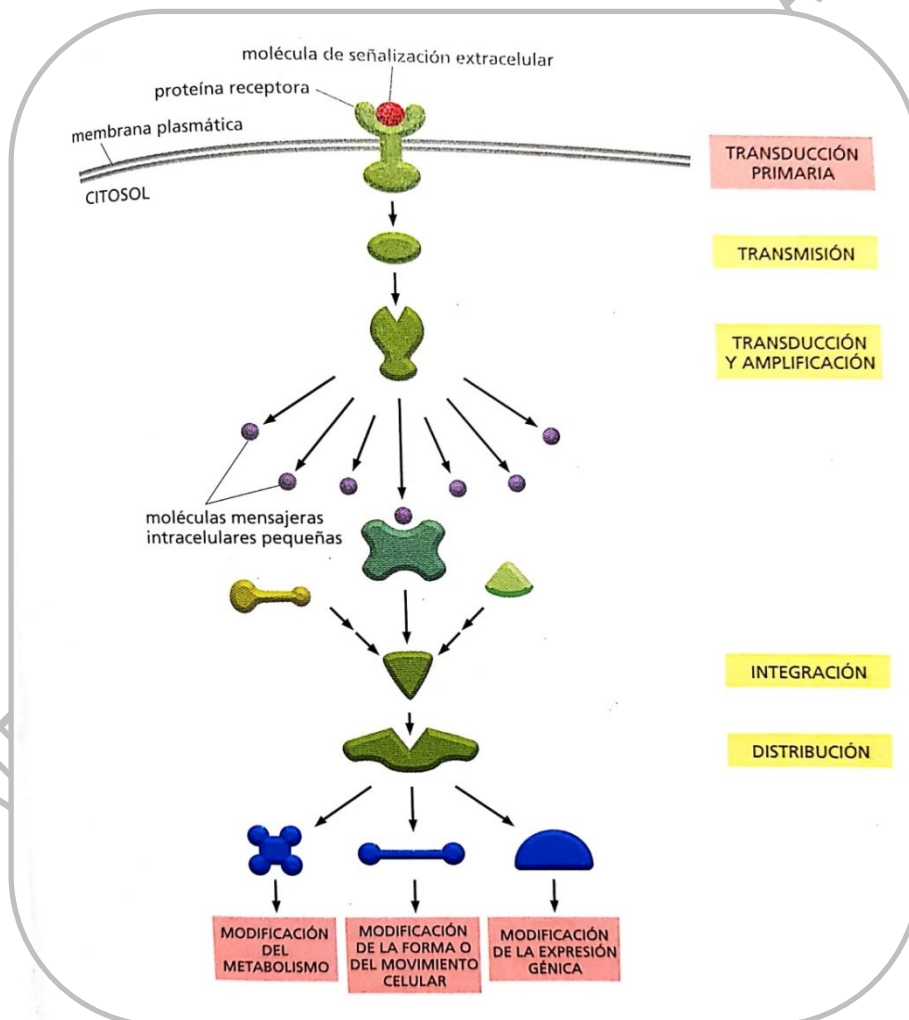 molécula de señalización extracelular
proteína receptora
membrana plasmática
CITOSOL
TRANSDUCCIÓN
PRIMARIA
TRANSMISIÓN
TRANSDUCCIÓN
Y AMPLIFICACIÓN
moléculas mensajeras
intracelulares pequeñas
INTEGRACIÓN
DISTRIBUCIÓN
MODIFICACIÓN
DEL
METABOLISMO
MODIFICACIÓN
DE LA FORMA O
DEL MOVIMIENTO
CELULAR
MODIFICACIÓN
DE LA EXPRESIÓN
GÉNICA